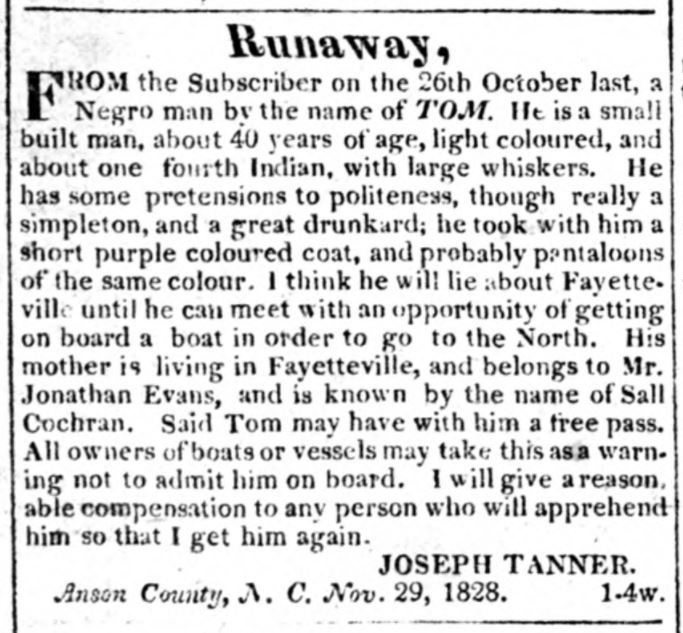 Runaway,
FROM the Subscriber on the 26th October last, a
Negro man by the name of TOM. He is a small
built man, about 40 years of age, light coloured, and
about one fourth Indian, with large whiskers. He
has some pretensions to politeness, though really a
simpleton, and a great drunkard; he took with him a
short purple coloured coat, and probably pantaloons
of the same colour. I think he will lie about Fayette-
ville until he can meet with an opportunity of getting
on board a boat in order to go to the North. His
mother is living in Fayetteville, and belongs to Mr.
Jonathan Evans, and is known by the name of Sall
Cochran. Said Tom may have with him a free pass.
All owners of boats or vessels may take this as a warn-
ing not to admit him on board. I will give a reason,
able compensation to any person who will apprehend
him so that I get him again.
JOSEPH TANNER.
Anson County, N. C. Nov. 29, 1828. 1-4w.